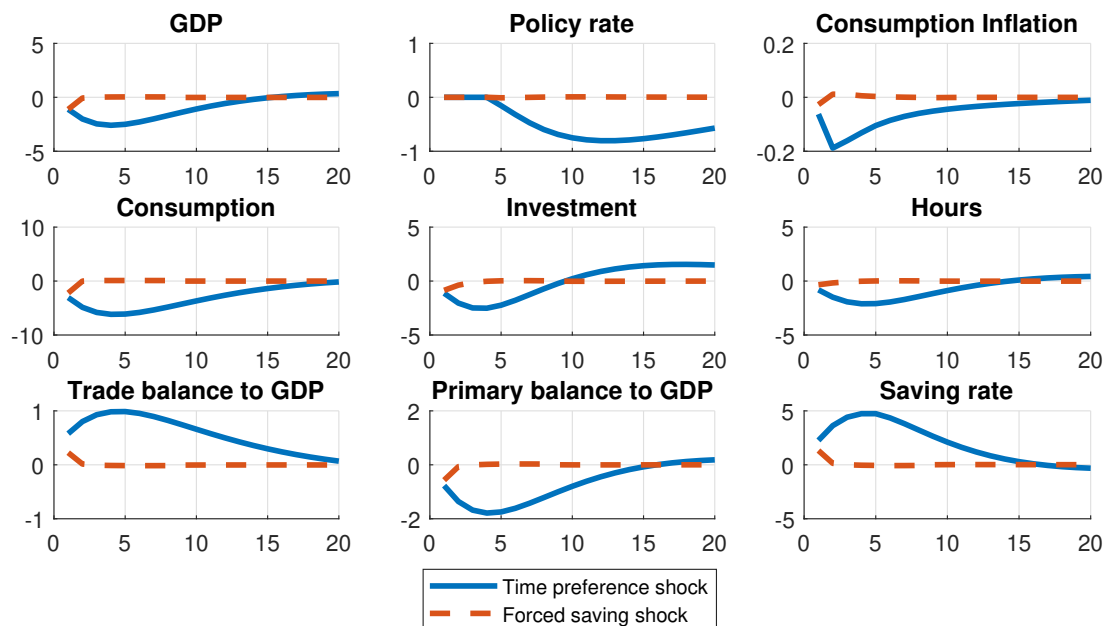 GDP
Policy rate
Consumption Inflation
5
0
-5
0 5 10 15 20
1
0
-1
0 5 10 15 20
0.2
0
-0.2
0 5 10 15 20
Consumption
Investment
Hours
10
0
-10
0 5 10 15 20
5
0
-5
0 5 10 15 20
5
0
-5
0 5 10 15 20
Trade balance to GDP
Primary balance to GDP
Saving rate
1
0
-1
0 5 10 15 20
2
0
-2
0 5 10 15 20
5
0
-5
0 5 10 15 20
Time preference shock
Forced saving shock